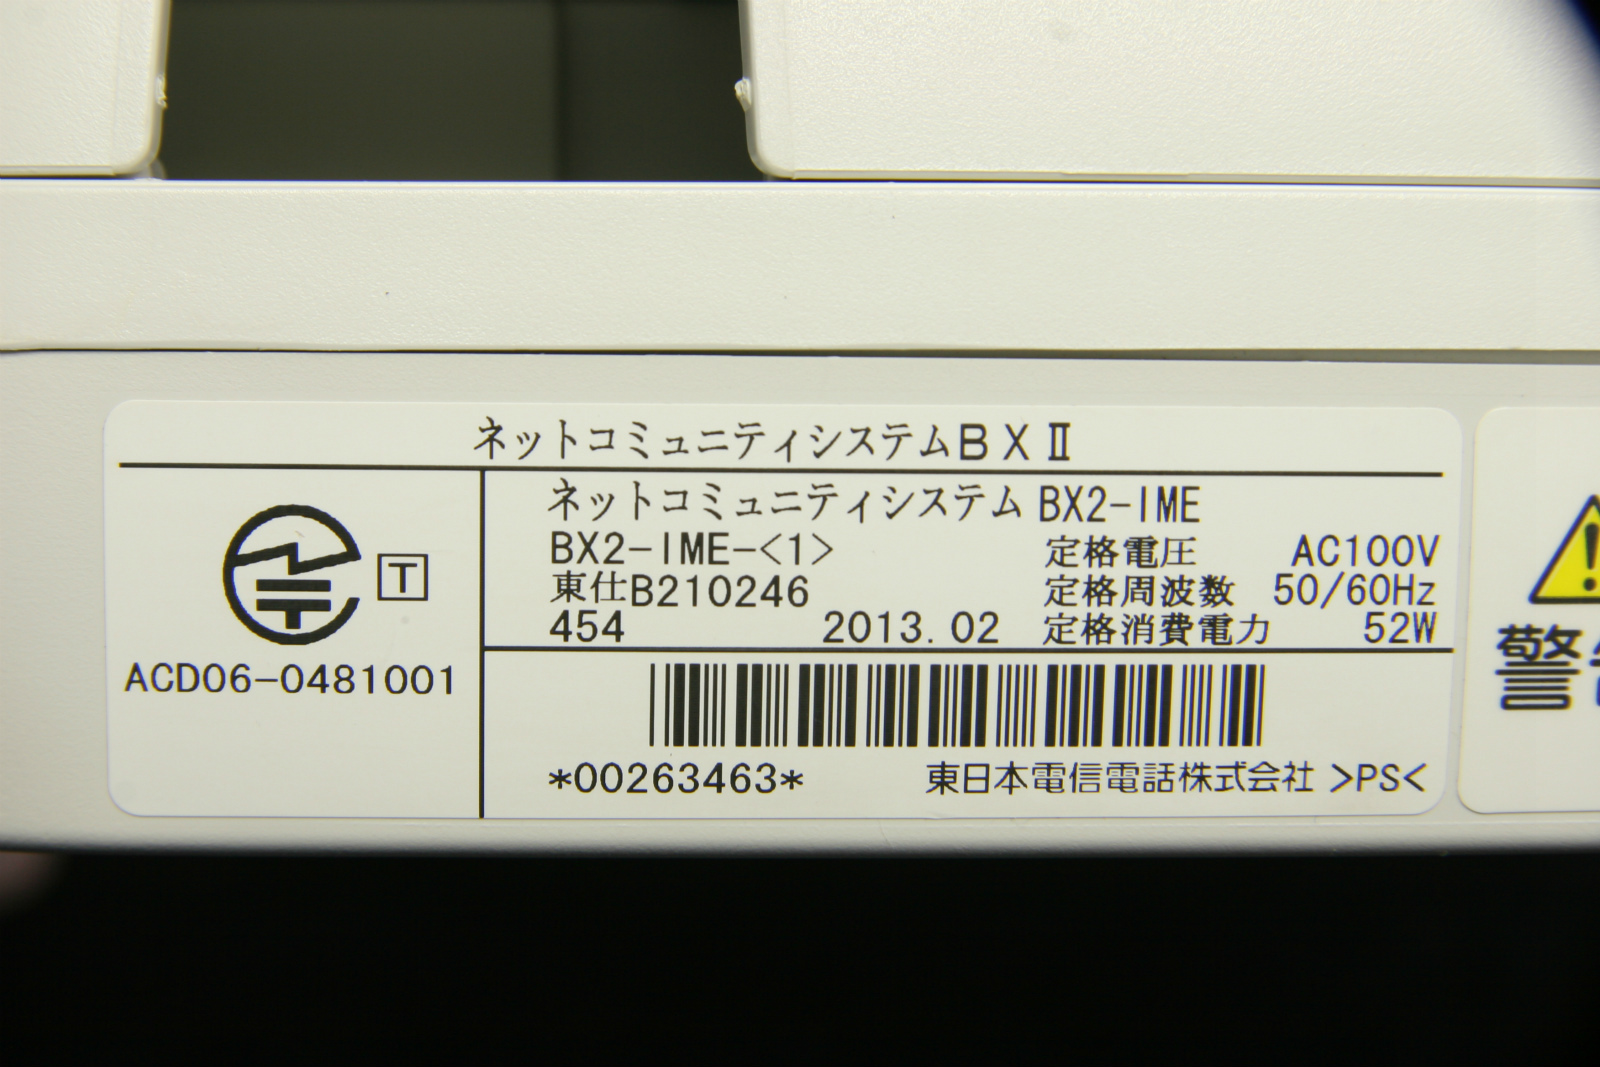 ネットコミュニティシステムBXⅡ
T
ACD06-0481001
ネットコミュニティシステム BX2-IME
BX2-IME-<1> 定格電圧 AC100V
東仕B210246 定格周波数 50/60Hz
454 2013.02 定格消費電力 52W
*00263463* 東日本電信電話株式会社 >PS<
警